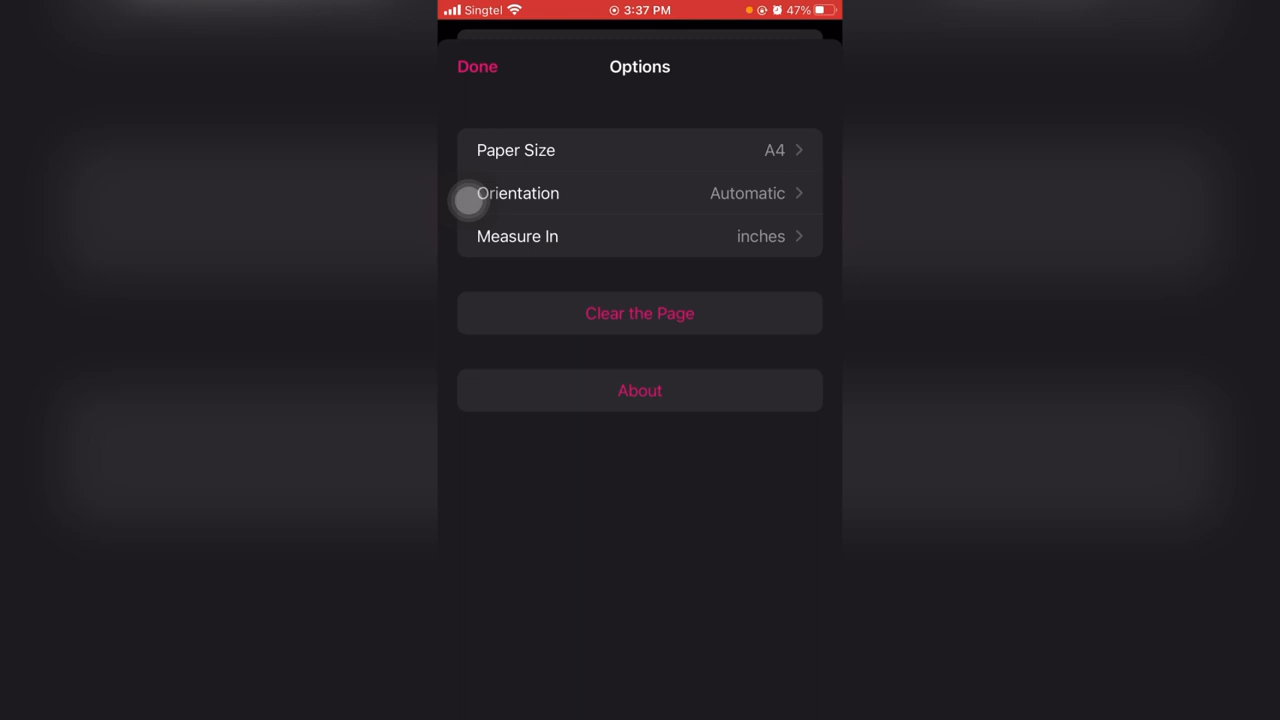 Singtel 3:37 PM 47%
Done Options
Paper Size A4
Orientation Automatic
Measure In inches
Clear the Page
About